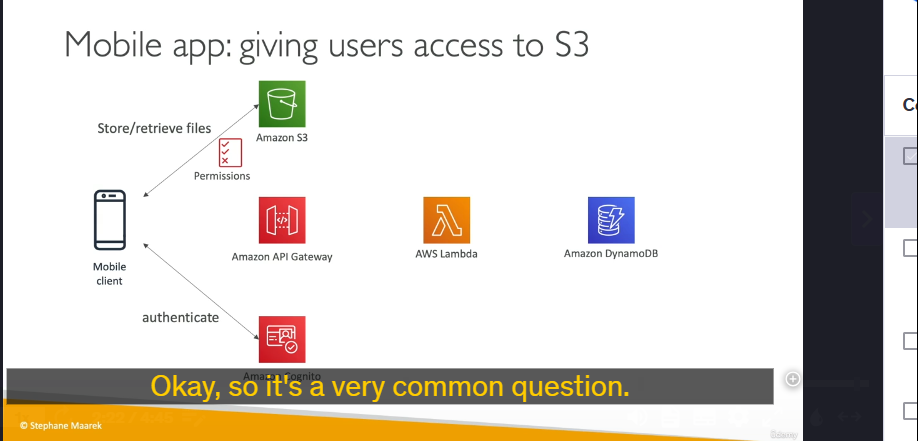 Mobile app: giving users access to S3
Store/retrieve files
Amazon S3
Permissions
Amazon API Gateway
AWS Lambda
Amazon DynamoDB
Mobile
client
authenticate
Amazon Cognito
Okay, so it's a very common question.
© Stephane Maarek
Udemy